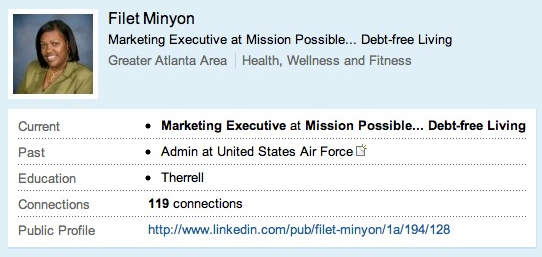 Filet Minyon
Marketing Executive at Mission Possible... Debt-free Living
Greater Atlanta Area | Health, Wellness and Fitness
Current • Marketing Executive at Mission Possible... Debt-free Living
Past • Admin at United States Air Force
Education • Therrell
Connections 119 connections
Public Profile http://www.linkedin.com/pub/filet-minyon/1a/194/128